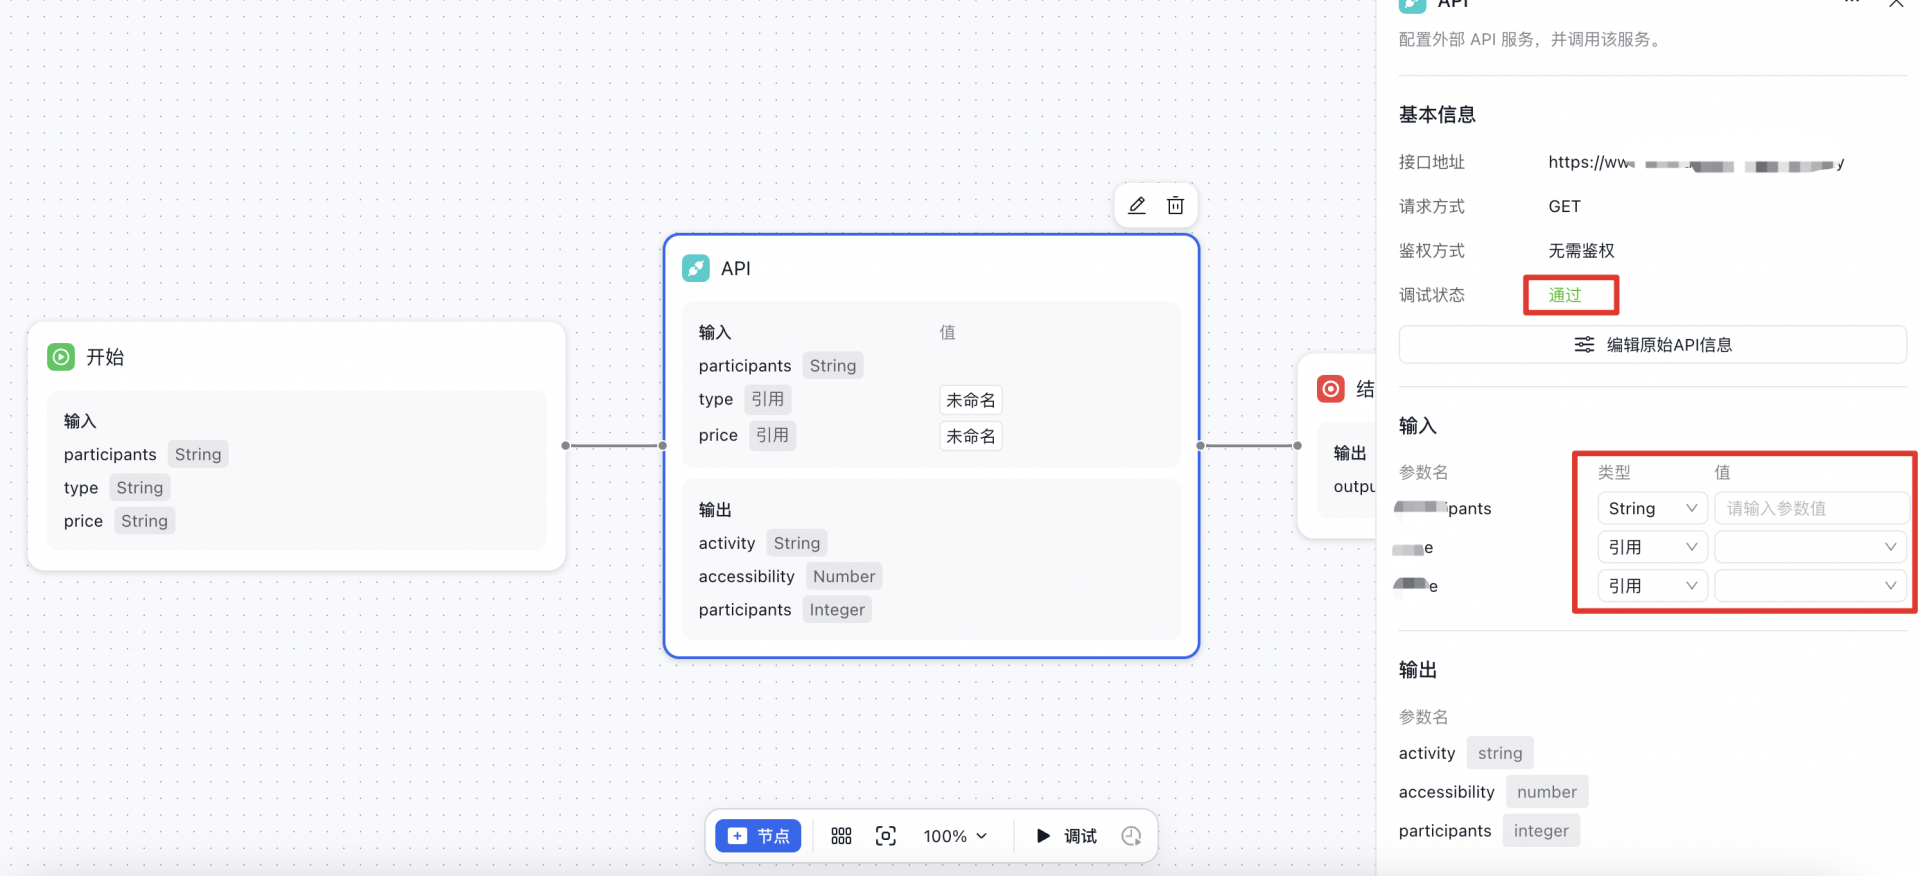 开始
输入
participants String
type String
price String
API
输入 值
participants String
type 引用 未命名
price 引用 未命名
输出
activity String
accessibility Number
participants Integer
结
输出
outpu
节点
100%
调试
API
配置外部 API 服务，并调用该服务。
基本信息
接口地址 https://ww y
请求方式 GET
鉴权方式 无需鉴权
调试状态 通过
编辑原始API信息
输入
参数名 类型 值
ipants String 请输入参数值
e 引用
e 引用
输出
参数名
activity string
accessibility number
participants integer